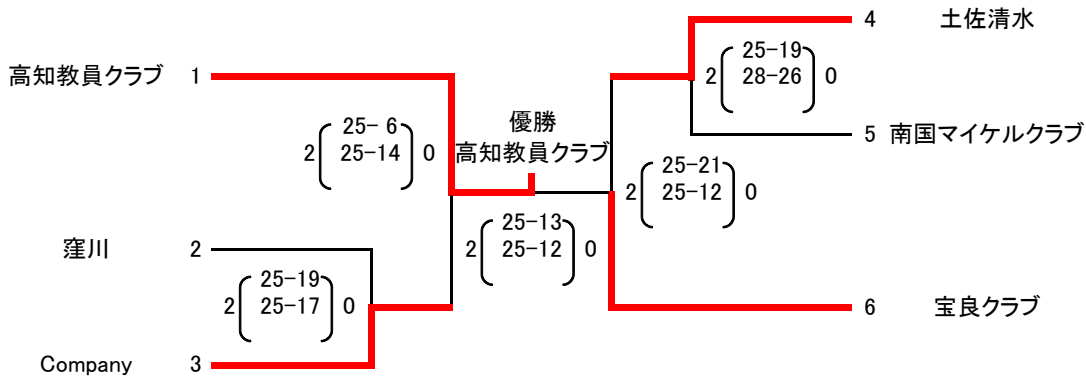 高知教員クラブ 1
25- 6
2 25-14 0
窪川 2
25-19
2 25-17 0
Company 3
優勝
高知教員クラブ
25-13
2 25-12 0
4 土佐清水
25-19
2 28-26 0
5 南国マイケルクラブ
25-21
2 25-12 0
6 宝良クラブ